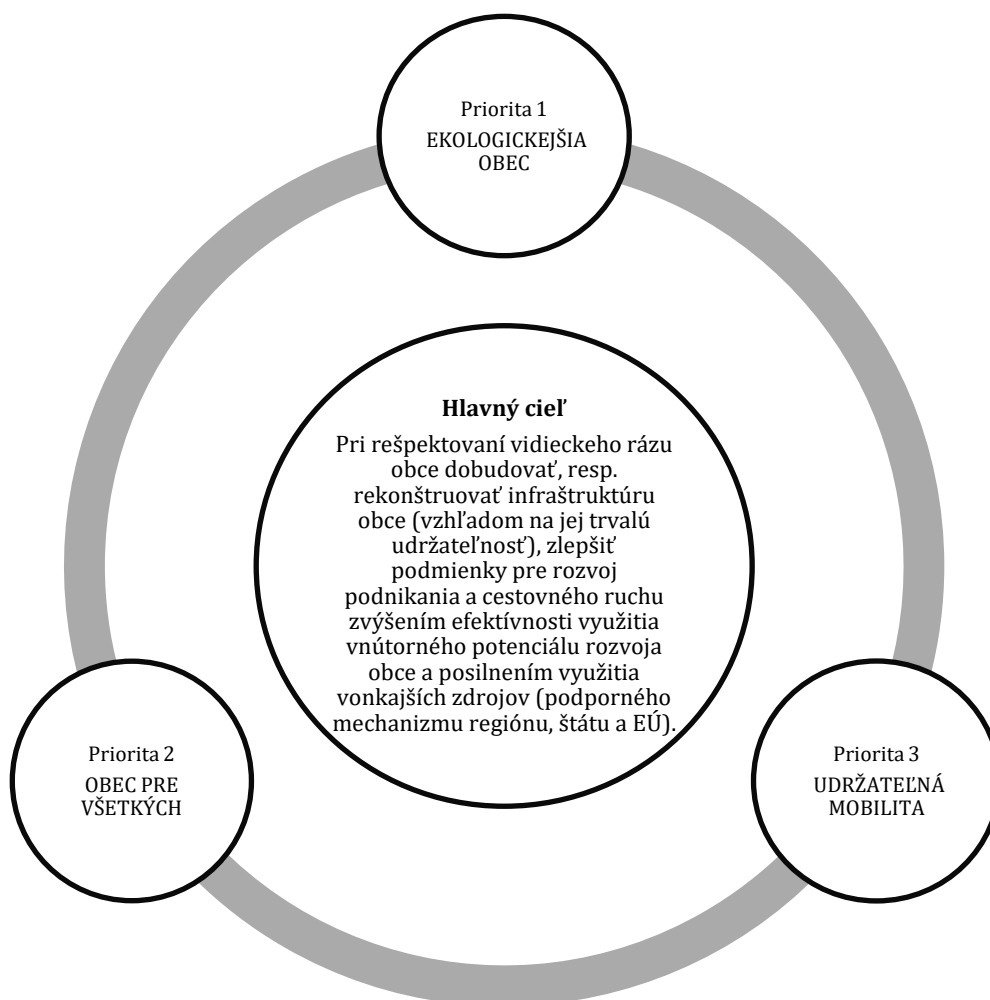 Priorita 1
EKOLOGICKEJŠIA
OBEC
Hlavný cieľ
Pri rešpektovaní vidieckeho rázu
obce dobudovať, resp.
rekonštruovať infraštruktúru
obce (vzhľadom na jej trvalú
udržateľnosť), zlepšiť
podmienky pre rozvoj
podnikania a cestovného ruchu
zvýšením efektívnosti využitia
vnútorného potenciálu rozvoja
obce a posilnením využitia
vonkajších zdrojov (podporného
mechanizmu regiónu, štátu a EÚ).
Priorita 2
OBEC PRE
VŠETKÝCH
Priorita 3
UDRŽATEĽNÁ
MOBILITA